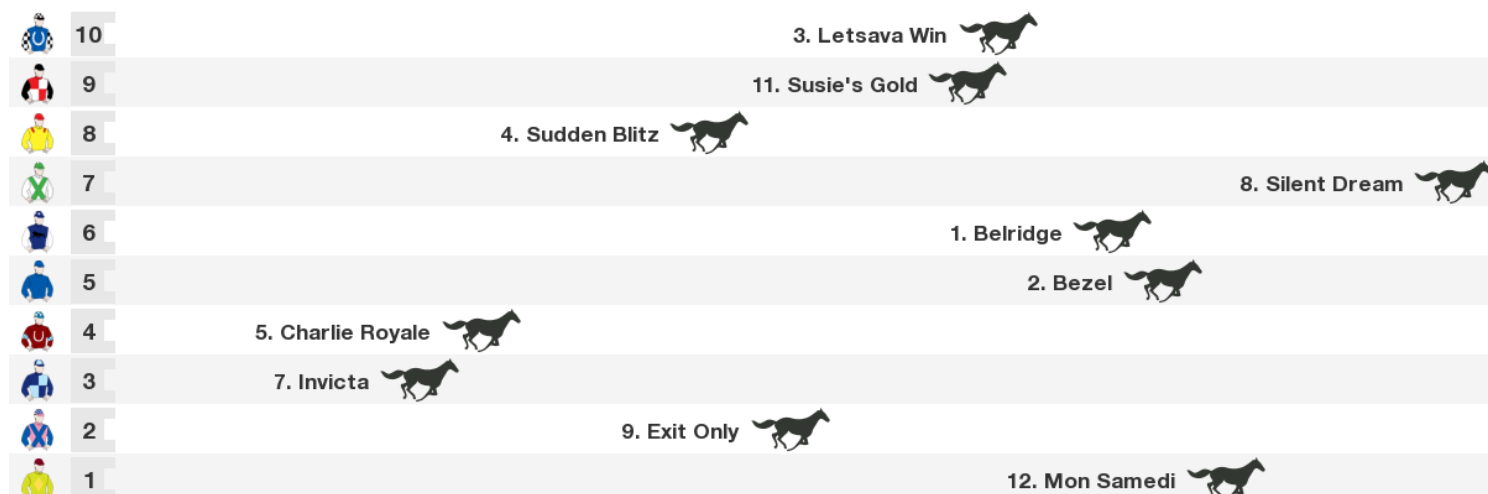 10 3. Letsava Win
9 11. Susie's Gold
8 4. Sudden Blitz
7 8. Silent Dream
6 1. Belridge
5 2. Bezel
4 5. Charlie Royale
3 7. Invicta
2 9. Exit Only
1 12. Mon Samedi